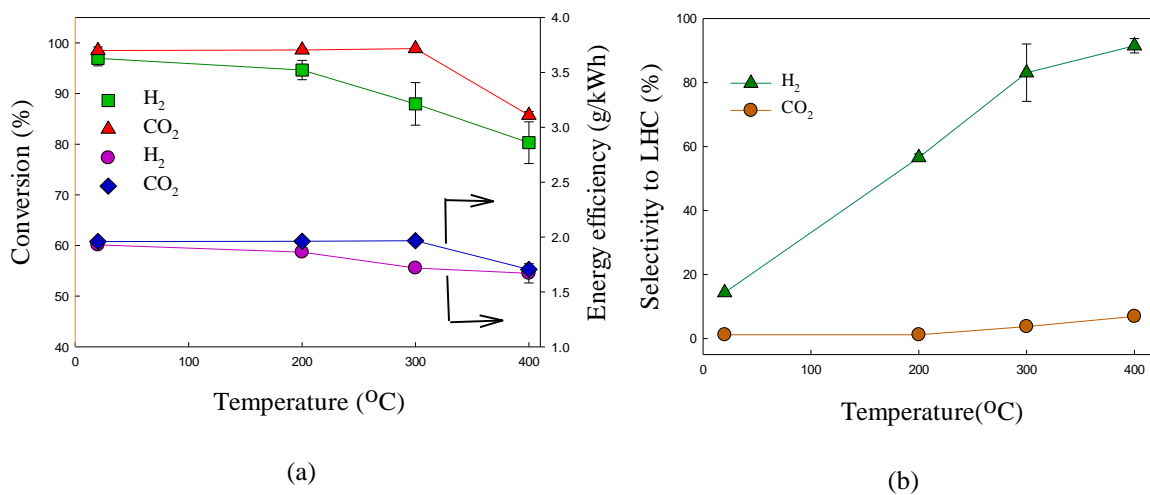 Conversion (%)
100
90
80
70
60
50
40
H2
CO2
H2
CO2
4.0
3.5
3.0
2.5
2.0
1.5
1.0
Energy efficiency (g/kWh)
0 100 200 300 400
Temperature (OC)
(a)
Selectivity to LHC (%)
100
80
60
40
20
0
H2
CO2
0 100 200 300 400
Temperature(OC)
(b)